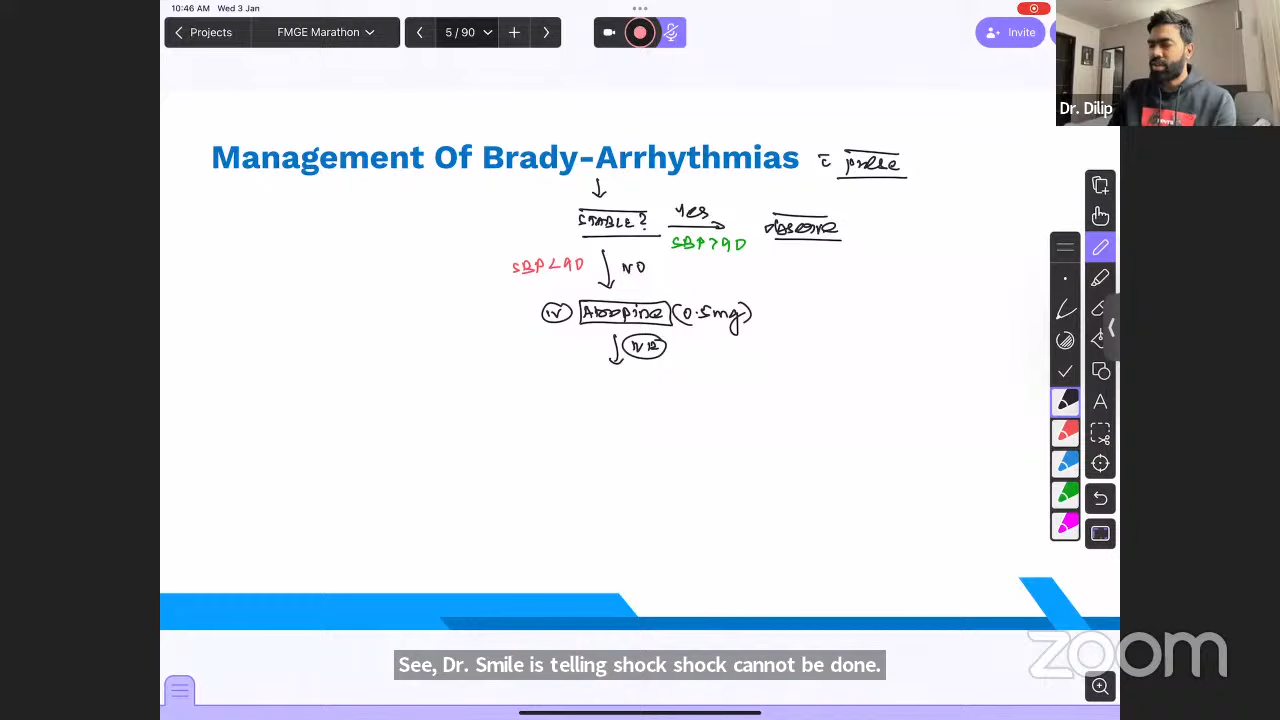 10:46 AM Wed 3 Jan
Projects
FMGE Marathon
5 / 90
Invite
Dr. Dilip
Management Of Brady-Arrhythmias c̄ pulse
STABLE? Yes observe
SBP>90
SBP<90 NO
IV Atropine (0.5mg)
NR
A
zoom
See, Dr. Smile is telling shock shock cannot be done.